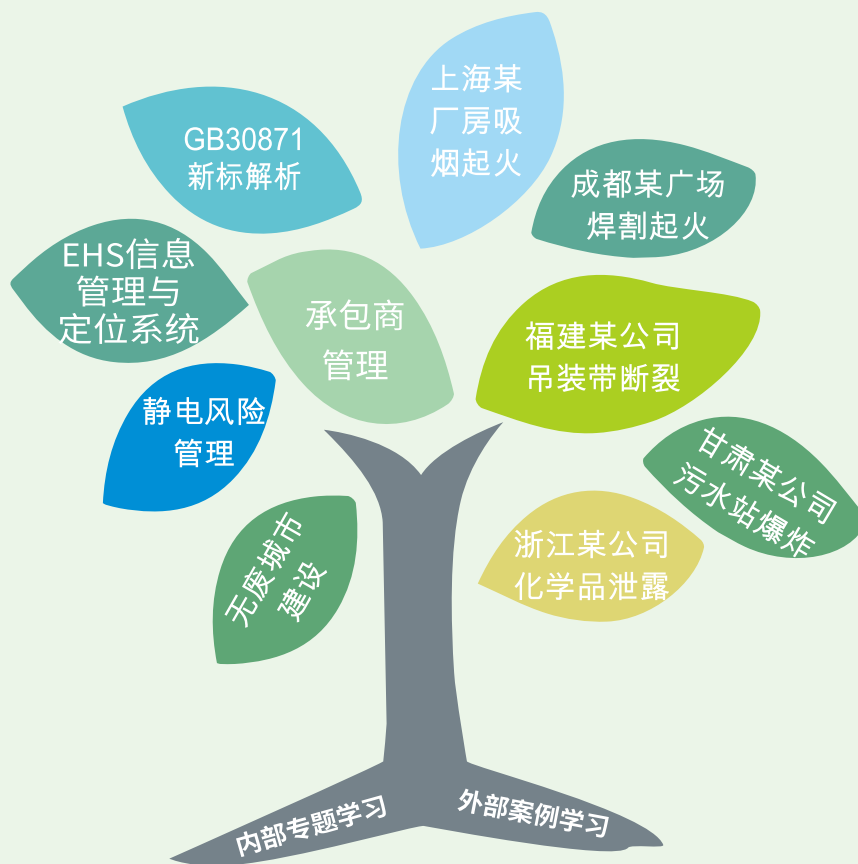 上海某
厂房吸
烟起火
GB30871
新标解析
成都某广场
焊割起火
EHS信息
管理与
定位系统
承包商
管理
福建某公司
吊装带断裂
静电风险
管理
甘肃某公司
污水站爆炸
无废城市
建设
浙江某公司
化学品泄露
内部专题学习
外部案例学习